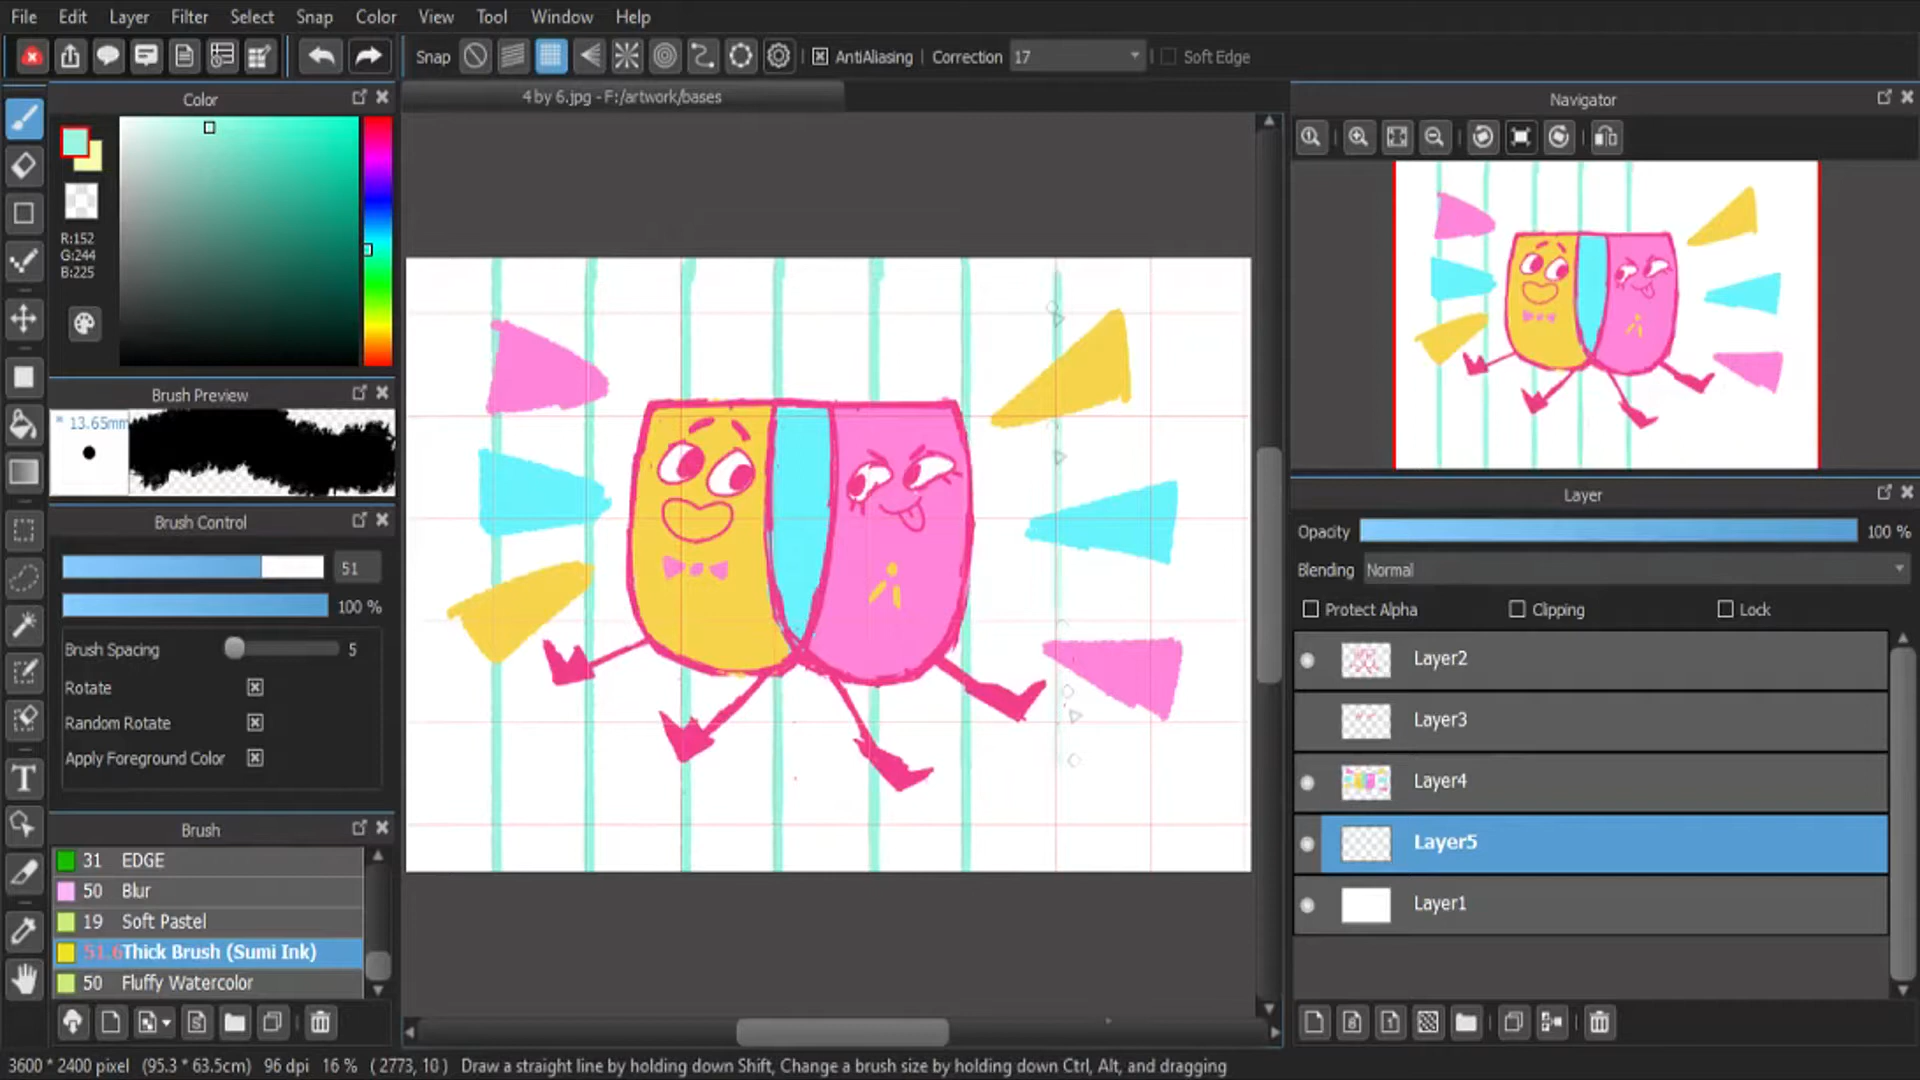 File Edit Layer Filter Select Snap Color View Tool Window Help
Snap AntiAliasing Correction 17 Soft Edge
Color
4 by 6.jpg - F:/artwork/bases
Navigator
R:152
G:244
B:225
Brush Preview
* 13.65mm
Brush Control
51
100 %
Brush Spacing 5
Rotate
Random Rotate
Apply Foreground Color
Brush
31 EDGE
50 Blur
19 Soft Pastel
51.6 Thick Brush (Sumi Ink)
50 Fluffy Watercolor
Layer
Opacity 100 %
Blending Normal
Protect Alpha Clipping Lock
Layer2
Layer3
Layer4
Layer5
Layer1
3600 * 2400 pixel (95.3 * 63.5cm) 96 dpi 16 % ( 2773, 10 ) Draw a straight line by holding down Shift, Change a brush size by holding down Ctrl, Alt, and dragging